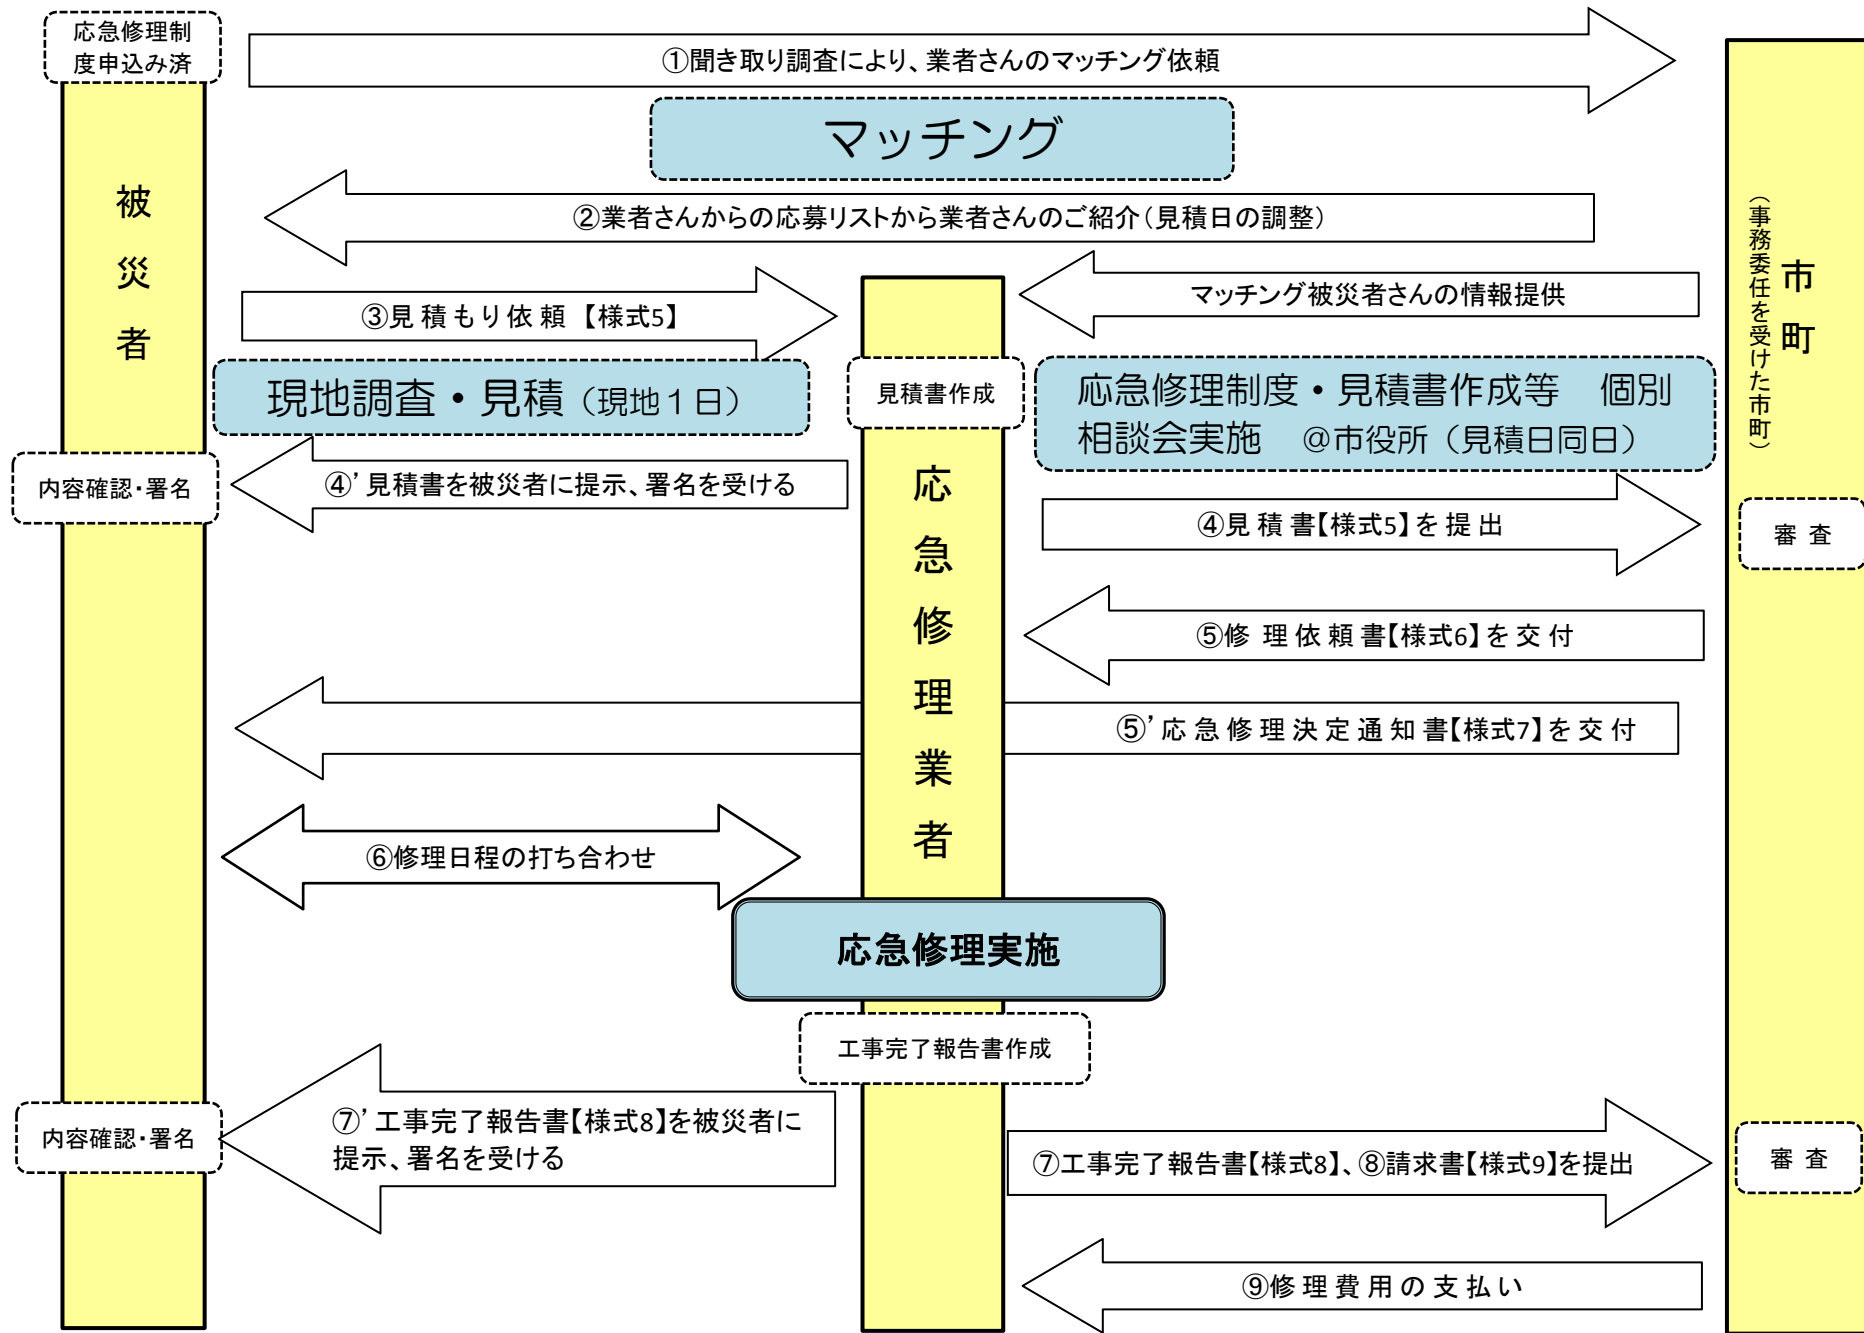 応急修理制
度申込み済
①聞き取り調査により、業者さんのマッチング依頼
マッチング
被災者
②業者さんからの応募リストから業者さんのご紹介（見積日の調整）
市町
（事務委任を受けた市町）
③見積もり依頼 【様式5】
マッチング被災者さんの情報提供
現地調査・見積（現地１日）
見積書作成
応急修理制度・見積書作成等　個別
相談会実施　＠市役所（見積日同日）
応急修理業者
内容確認・署名
④’見積書を被災者に提示、署名を受ける
④見積書【様式5】を提出
審査
⑤修理依頼書【様式6】を交付
⑤’応急修理決定通知書【様式7】を交付
⑥修理日程の打ち合わせ
応急修理実施
工事完了報告書作成
内容確認・署名
⑦’工事完了報告書【様式8】を被災者に
提示、署名を受ける
⑦工事完了報告書【様式8】、⑧請求書【様式9】を提出
審査
⑨修理費用の支払い